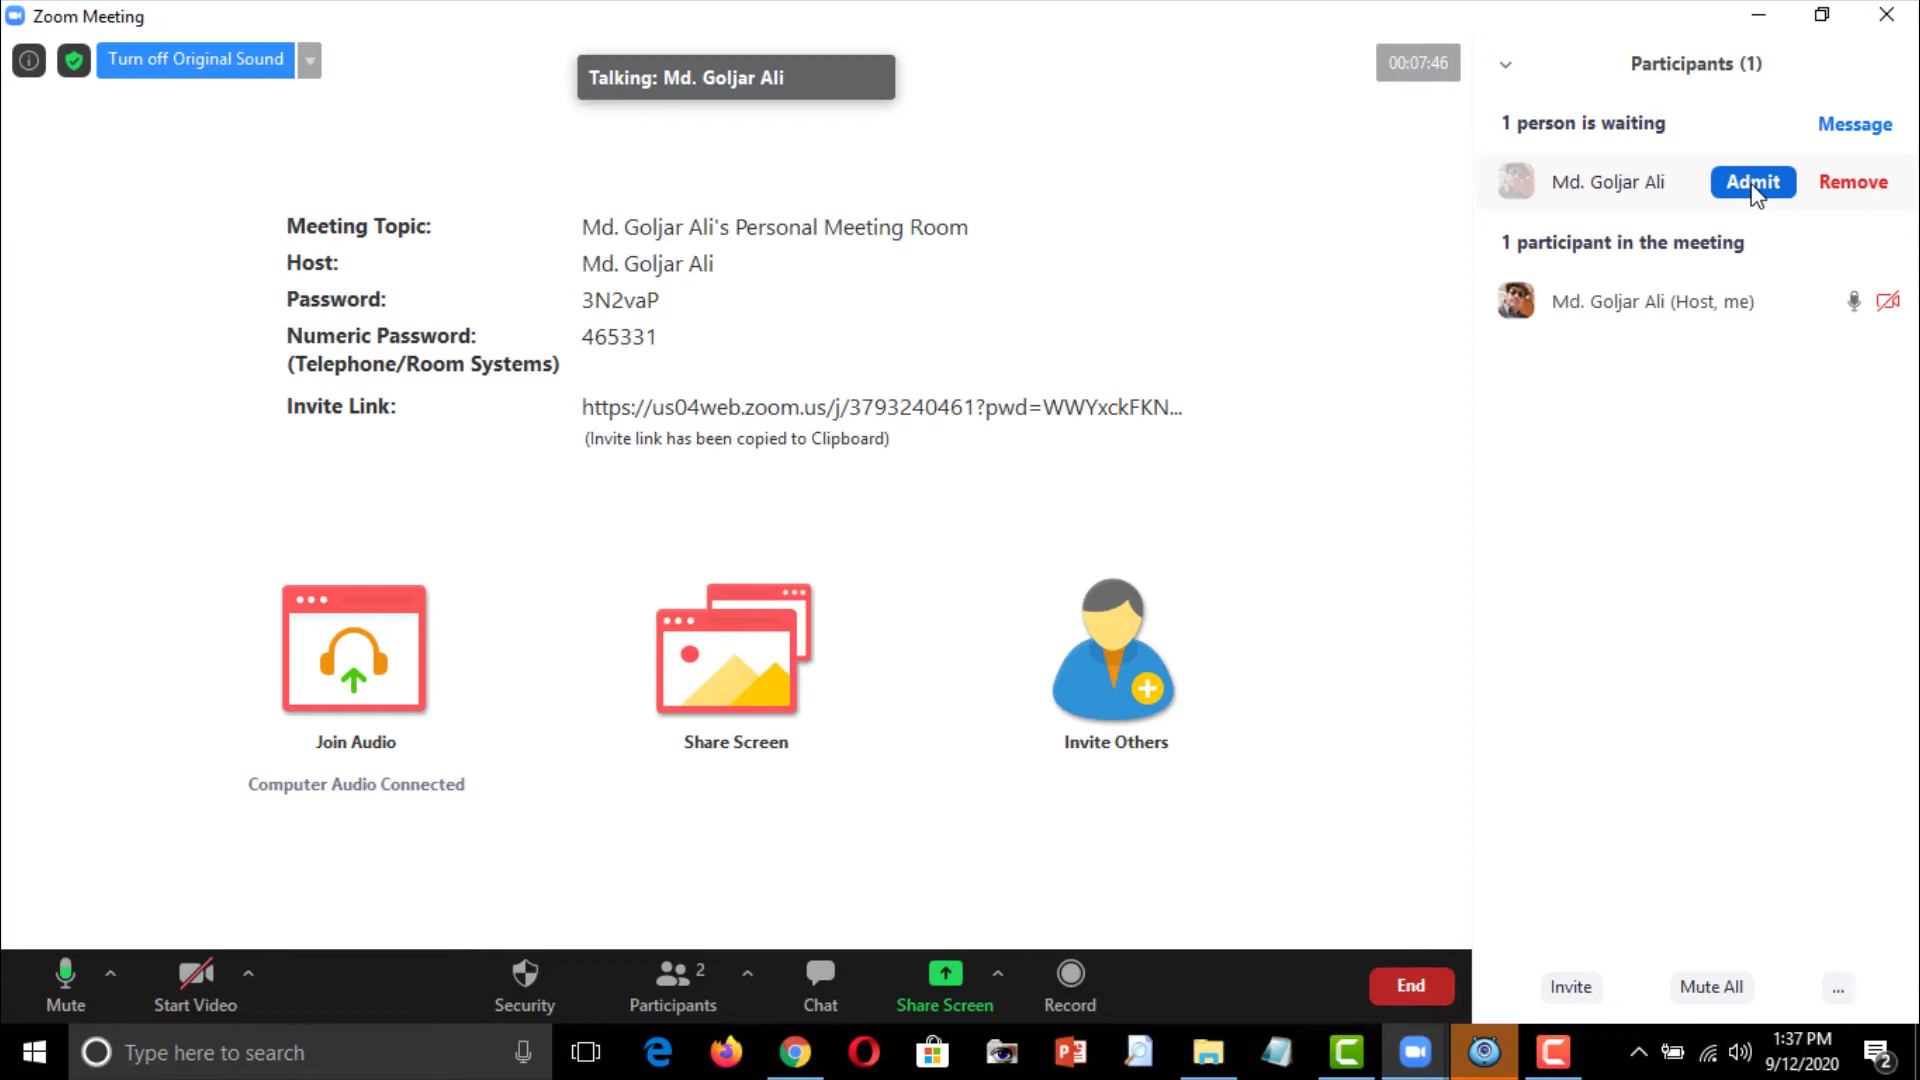 Zoom Meeting
Turn off Original Sound
Talking: Md. Goljar Ali
00:07:46
Participants (1)
1 person is waiting
Message
Md. Goljar Ali
Admit
Remove
1 participant in the meeting
Md. Goljar Ali (Host, me)
Meeting Topic: Md. Goljar Ali's Personal Meeting Room
Host: Md. Goljar Ali
Password: 3N2vaP
Numeric Password: 465331
(Telephone/Room Systems)
Invite Link: https://us04web.zoom.us/j/3793240461?pwd=WWYxckFKN...
(Invite link has been copied to Clipboard)
Join Audio
Share Screen
Invite Others
Computer Audio Connected
Mute
Start Video
Security
Participants 2
Chat
Share Screen
Record
End
Invite
Mute All
...
Type here to search
1:37 PM
9/12/2020
2